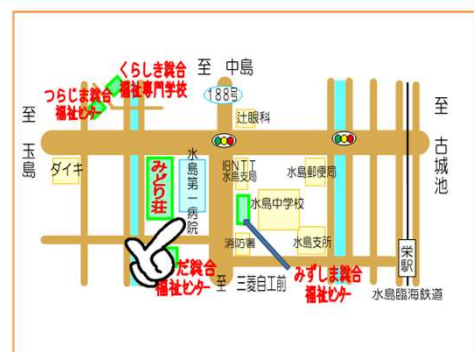 至 中島
188号
くらしき総合
福祉専門学校
つらじま総合
福祉センター
辻眼科
至 玉島
至 古城池
ダイキ
みどり荘
水島第一病院
旧NTT
水島支局
水島郵便局
水島中学校
消防署
水島支所
だ総合
福祉センター
至 三菱自工前
みずしま総合
福祉センター
栄駅
水島臨海鉄道